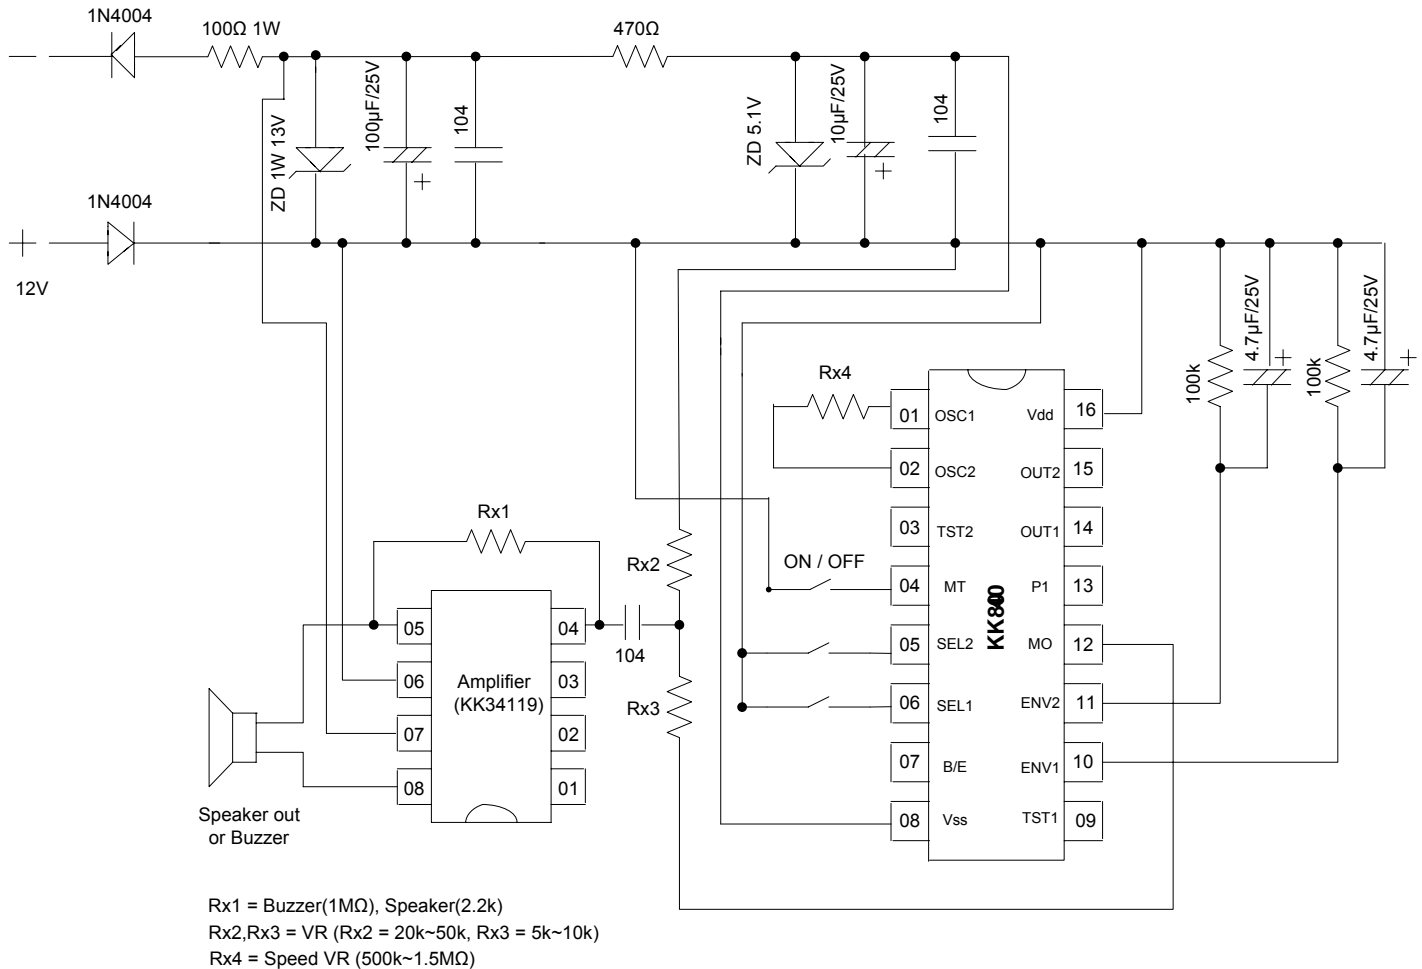 1N4004
100Ω 1W
470Ω
ZD 1W 13V
100µF/25V
104
ZD 5.1V
10µF/25V
104
1N4004
12V
100k
4.7µF/25V
100k
4.7µF/25V
Rx4
01 OSC1 Vdd 16
02 OSC2 OUT2 15
03 TST2 OUT1 14
ON / OFF
04 MT P1 13
05 SEL2 MO 12
06 SEL1 ENV2 11
07 B/E ENV1 10
08 Vss TST1 09
Rx1
Rx2
104
Rx3
05 04
06 03
07 02
08 01
Amplifier
(KK34119)
Speaker out
or Buzzer
Rx1 = Buzzer(1MΩ), Speaker(2.2k)
Rx2,Rx3 = VR (Rx2 = 20k~50k, Rx3 = 5k~10k)
Rx4 = Speed VR (500k~1.5MΩ)